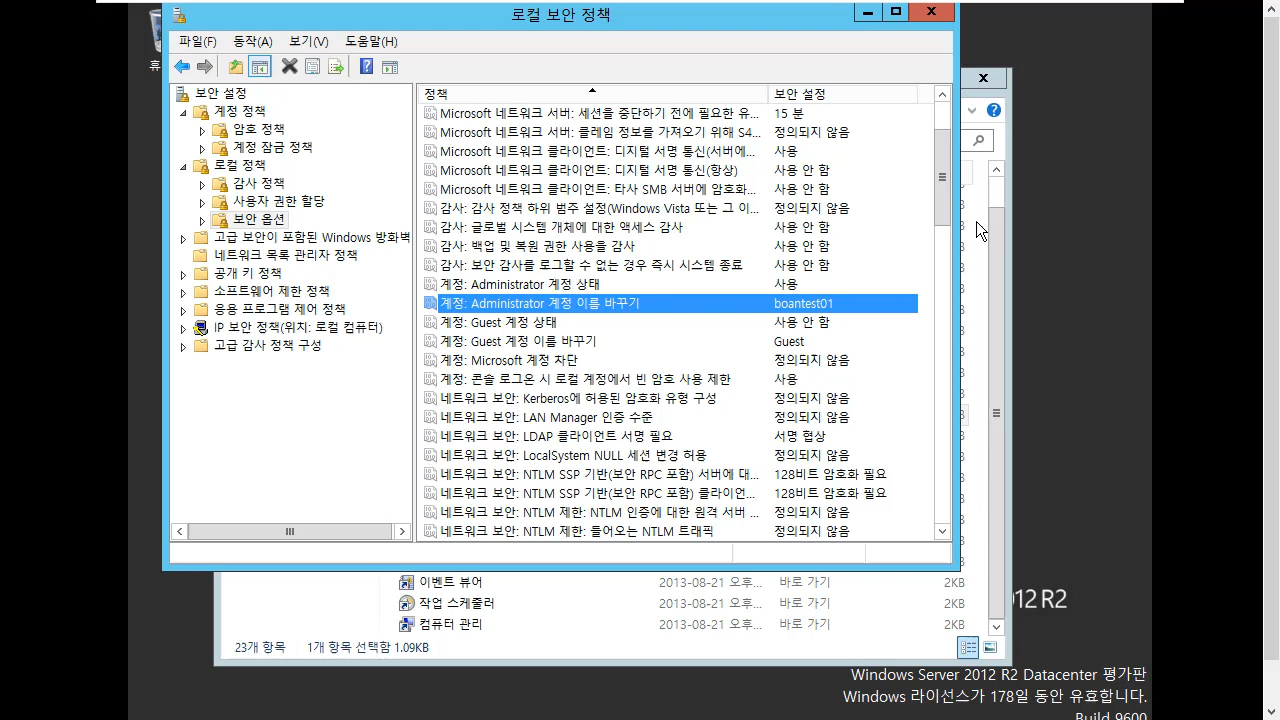 로컬 보안 정책
파일(F) 동작(A) 보기(V) 도움말(H)
보안 설정
계정 정책
암호 정책
계정 잠금 정책
로컬 정책
감사 정책
사용자 권한 할당
보안 옵션
고급 보안이 포함된 Windows 방화벽
네트워크 목록 관리자 정책
공개 키 정책
소프트웨어 제한 정책
응용 프로그램 제어 정책
IP 보안 정책(위치: 로컬 컴퓨터)
고급 감사 정책 구성
정책 보안 설정
Microsoft 네트워크 서버: 세션을 중단하기 전에 필요한 유... 15 분
Microsoft 네트워크 서버: 클레임 정보를 가져오기 위해 S4... 정의되지 않음
Microsoft 네트워크 클라이언트: 디지털 서명 통신(서버에... 사용
Microsoft 네트워크 클라이언트: 디지털 서명 통신(항상) 사용 안 함
Microsoft 네트워크 클라이언트: 타사 SMB 서버에 암호화... 사용 안 함
감사: 감사 정책 하위 범주 설정(Windows Vista 또는 그 이... 정의되지 않음
감사: 글로벌 시스템 개체에 대한 액세스 감사 사용 안 함
감사: 백업 및 복원 권한 사용을 감사 사용 안 함
감사: 보안 감사를 로그할 수 없는 경우 즉시 시스템 종료 사용 안 함
계정: Administrator 계정 상태 사용
계정: Administrator 계정 이름 바꾸기 boantest01
계정: Guest 계정 상태 사용 안 함
계정: Guest 계정 이름 바꾸기 Guest
계정: Microsoft 계정 차단 정의되지 않음
계정: 콘솔 로그온 시 로컬 계정에서 빈 암호 사용 제한 사용
네트워크 보안: Kerberos에 허용된 암호화 유형 구성 정의되지 않음
네트워크 보안: LAN Manager 인증 수준 정의되지 않음
네트워크 보안: LDAP 클라이언트 서명 필요 서명 협상
네트워크 보안: LocalSystem NULL 세션 변경 허용 정의되지 않음
네트워크 보안: NTLM SSP 기반(보안 RPC 포함) 서버에 대... 128비트 암호화 필요
네트워크 보안: NTLM SSP 기반(보안 RPC 포함) 클라이언... 128비트 암호화 필요
네트워크 보안: NTLM 제한: NTLM 인증에 대한 원격 서버 ... 정의되지 않음
네트워크 보안: NTLM 제한: 들어오는 NTLM 트래픽 정의되지 않음
이벤트 뷰어 2013-08-21 오후... 바로 가기 2KB
작업 스케줄러 2013-08-21 오후... 바로 가기 2KB
컴퓨터 관리 2013-08-21 오후... 바로 가기 2KB
23개 항목 1개 항목 선택함 1.09KB
휴
012 R2
Windows Server 2012 R2 Datacenter 평가판
Windows 라이선스가 178일 동안 유효합니다.
Build 9600